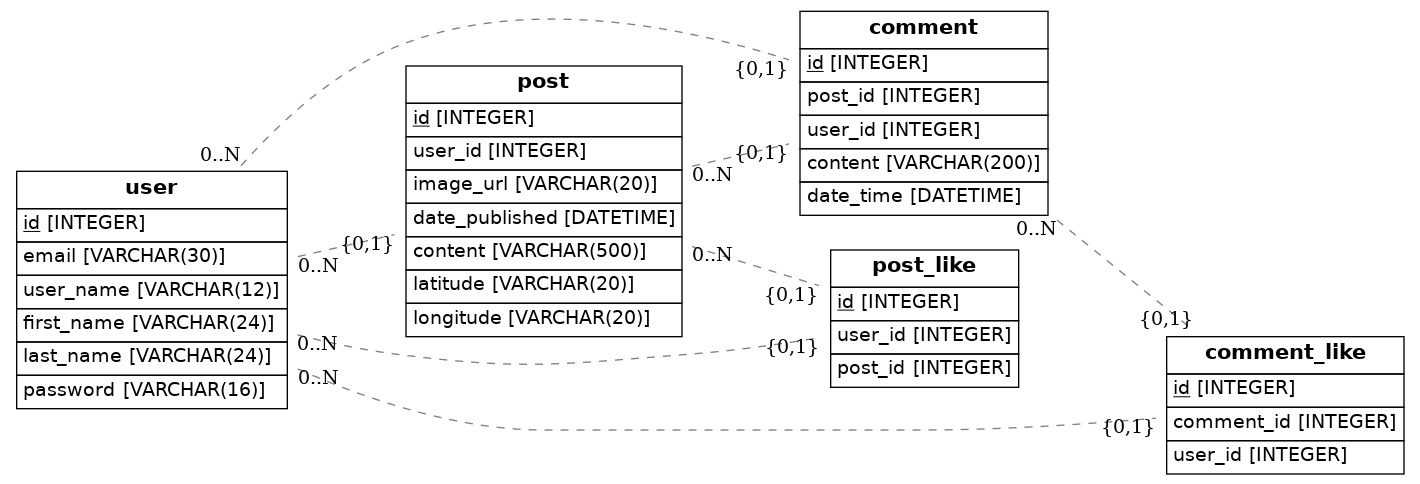 user
id [INTEGER]
email [VARCHAR(30)]
user_name [VARCHAR(12)]
first_name [VARCHAR(24)]
last_name [VARCHAR(24)]
password [VARCHAR(16)]
post
id [INTEGER]
user_id [INTEGER]
image_url [VARCHAR(20)]
date_published [DATETIME]
content [VARCHAR(500)]
latitude [VARCHAR(20)]
longitude [VARCHAR(20)]
comment
id [INTEGER]
post_id [INTEGER]
user_id [INTEGER]
content [VARCHAR(200)]
date_time [DATETIME]
post_like
id [INTEGER]
user_id [INTEGER]
post_id [INTEGER]
comment_like
id [INTEGER]
comment_id [INTEGER]
user_id [INTEGER]
0..N
{0,1}
0..N
{0,1}
0..N
{0,1}
0..N
{0,1}
0..N
{0,1}
0..N
{0,1}
0..N
{0,1}